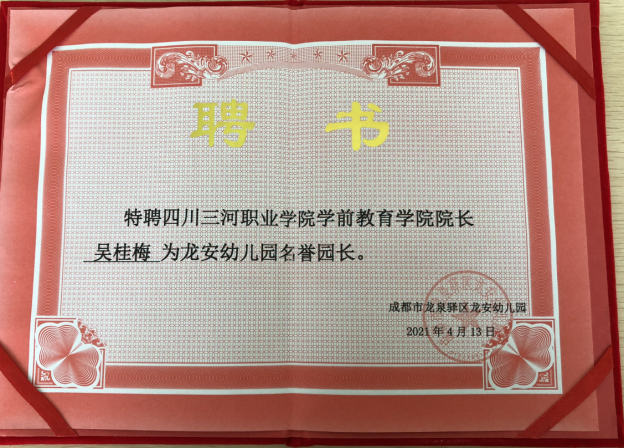 聘书
特聘四川三河职业学院学前教育学院院长
吴桂梅 为龙安幼儿园名誉园长。
成都市龙泉驿区龙安幼儿园
2021年4月13日